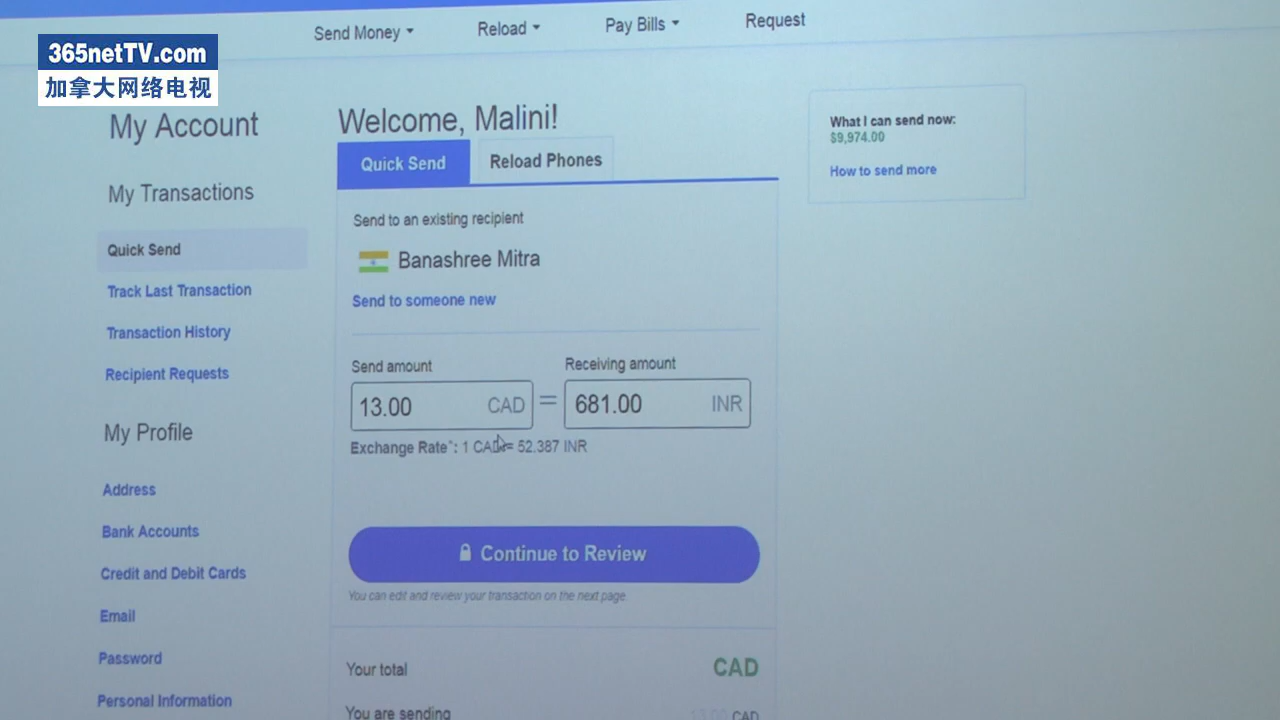 Send Money
Reload
Pay Bills
Request
365netTV.com
加拿大网络电视
My Account
My Transactions
Quick Send
Track Last Transaction
Transaction History
Recipient Requests
My Profile
Address
Bank Accounts
Credit and Debit Cards
Email
Password
Personal Information
Welcome, Malini!
Quick Send
Reload Phones
Send to an existing recipient
Banashree Mitra
Send to someone new
Send amount
Receiving amount
13.00 CAD = 681.00 INR
Exchange Rate*: 1 CAD = 52.387 INR
Continue to Review
You can edit and review your transaction on the next page.
Your total CAD
You are sending 13.00 CAD
What I can send now:
$9,974.00
How to send more